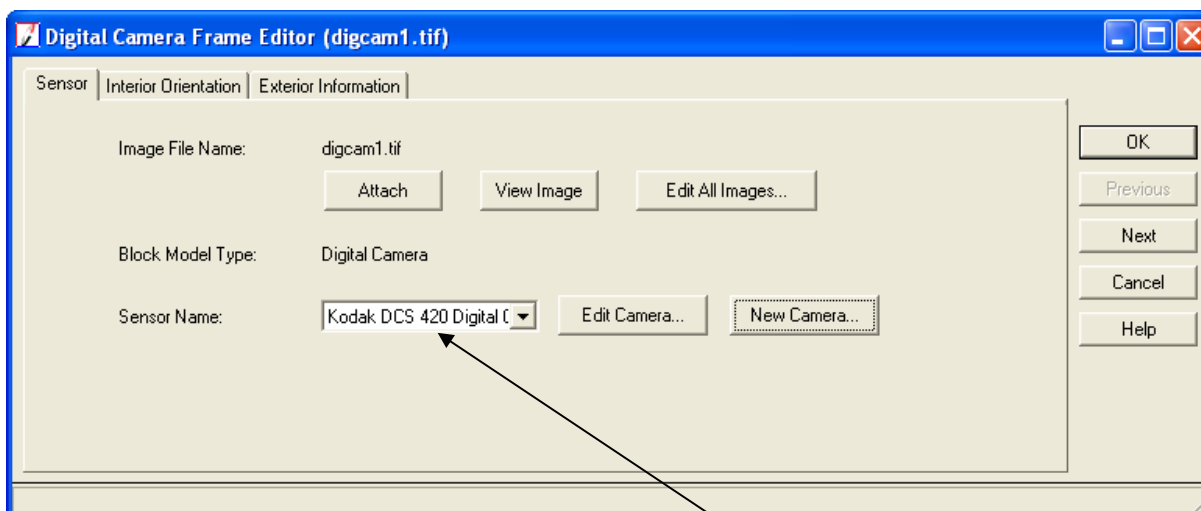 Digital Camera Frame Editor (digcam1.tif)
Sensor Interior Orientation Exterior Information
Image File Name: digcam1.tif
Attach View Image Edit All Images...
Block Model Type: Digital Camera
Sensor Name: Kodak DCS 420 Digital C Edit Camera... New Camera...
OK
Previous
Next
Cancel
Help